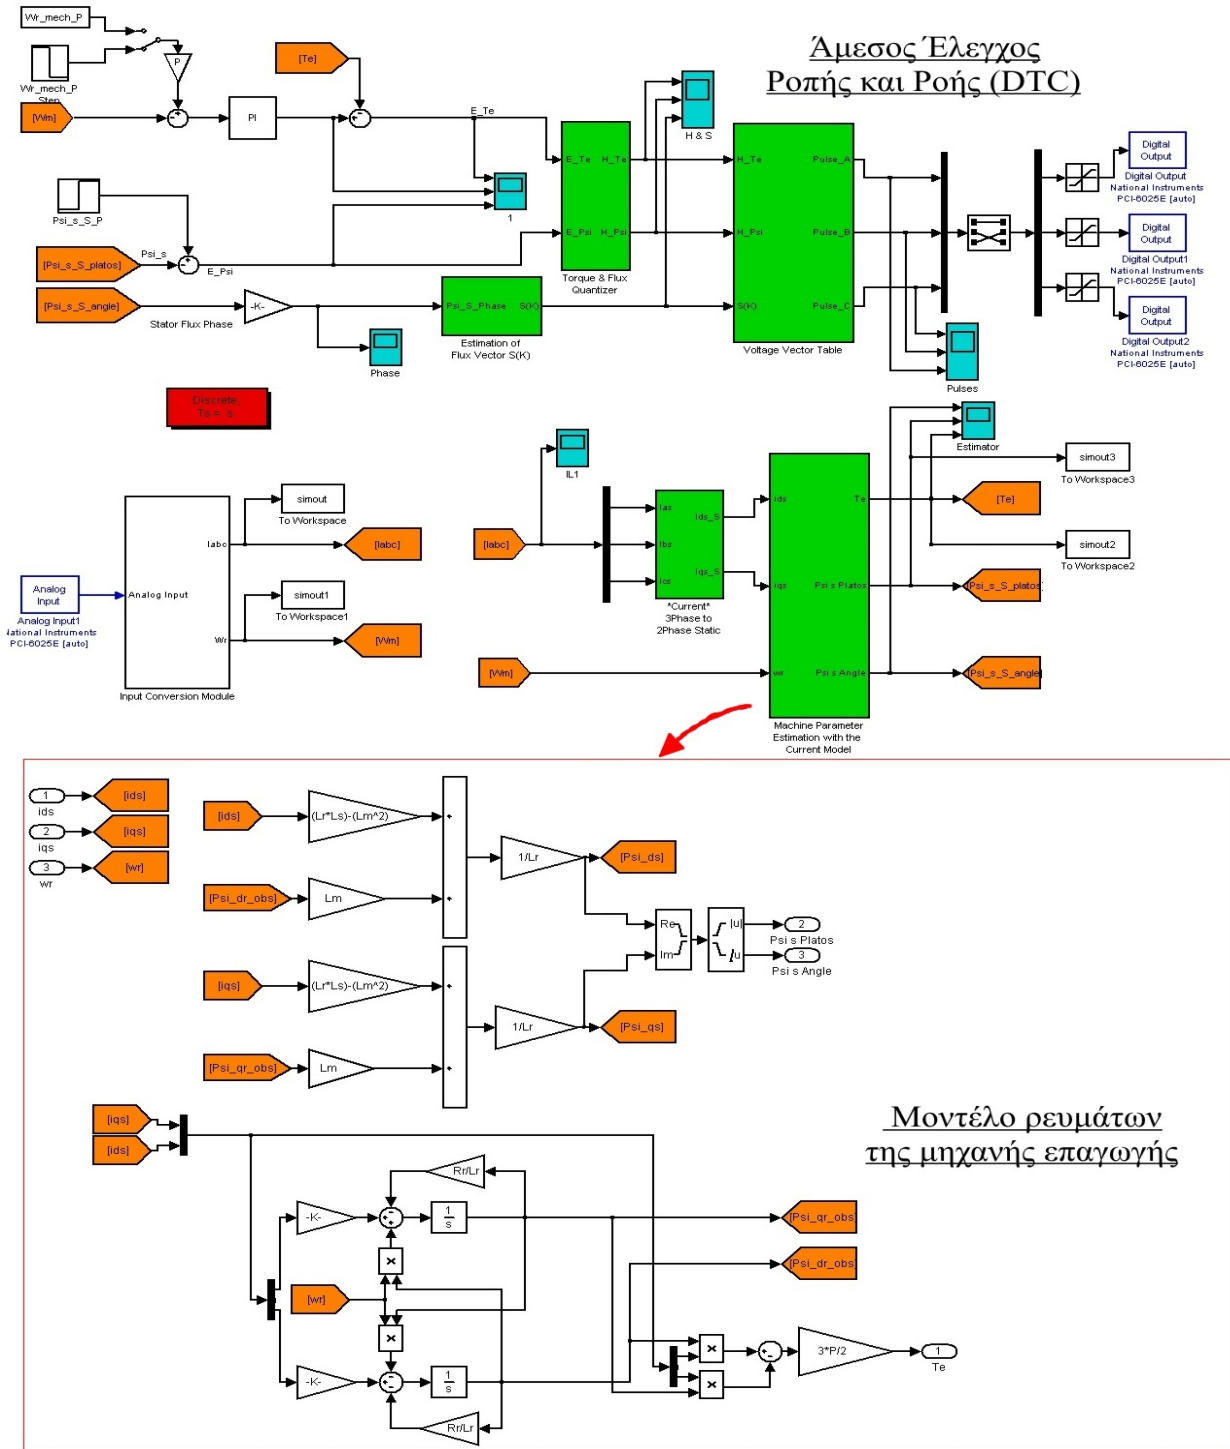 Άμεσος Έλεγχος
Ροπής και Ροής (DTC)
Wr_mech_P
Wr_mech_P
Step
P
[Wm]
PI
[Te]
E_Te
1
Psi_s_S_P
[Psi_s_S_platos]
Psi_s
E_Psi
[Psi_s_S_angle]
Stator Flux Phase
-K-
Phase
Psi_S_Phase
S(K)
Estimation of
Flux Vector S(K)
E_Te
H_Te
E_Psi
H_Psi
Torque & Flux
Quantizer
H & S
H_Te
Pulse_A
H_Psi
Pulse_B
S(K)
Pulse_C
Voltage Vector Table
Pulses
Digital
Output
Digital Output
National Instruments
PCI-6025E [auto]
Digital
Output
Digital Output1
National Instruments
PCI-6025E [auto]
Digital
Output
Digital Output2
National Instruments
PCI-6025E [auto]
Discrete,
Ts = s.
Analog
Input
Analog Input1
National Instruments
PCI-6025E [auto]
Analog Input
Iabc
Wr
Input Conversion Module
simout
To Workspace
[Iabc]
simout1
To Workspace1
[Wm]
IL1
[Iabc]
Ias
Ibs
Ics
Ids_S
Iqs_S
*Current*
3Phase to
2Phase Static
[Wm]
ids
iqs
wr
Te
Psi s Platos
Psi s Angle
Machine Parameter
Estimation with the
Current Model
Estimator
simout3
To Workspace3
[Te]
simout2
To Workspace2
[Psi_s_S_platos]
[Psi_s_S_angle]
1
ids
[ids]
2
iqs
[iqs]
3
wr
[wr]
[ids]
(Lr*Ls)-(Lm^2)
[Psi_dr_obs]
Lm
1/Lr
[Psi_ds]
[iqs]
(Lr*Ls)-(Lm^2)
[Psi_qr_obs]
Lm
1/Lr
[Psi_qs]
Re
Im
|u|
/u
2
Psi s Platos
3
Psi s Angle
Μοντέλο ρευμάτων
της μηχανής επαγωγής
[iqs]
[ids]
Rr/Lr
-K-
1
s
[wr]
-K-
1
s
Rr/Lr
[Psi_qr_obs]
[Psi_dr_obs]
3*P/2
1
Te